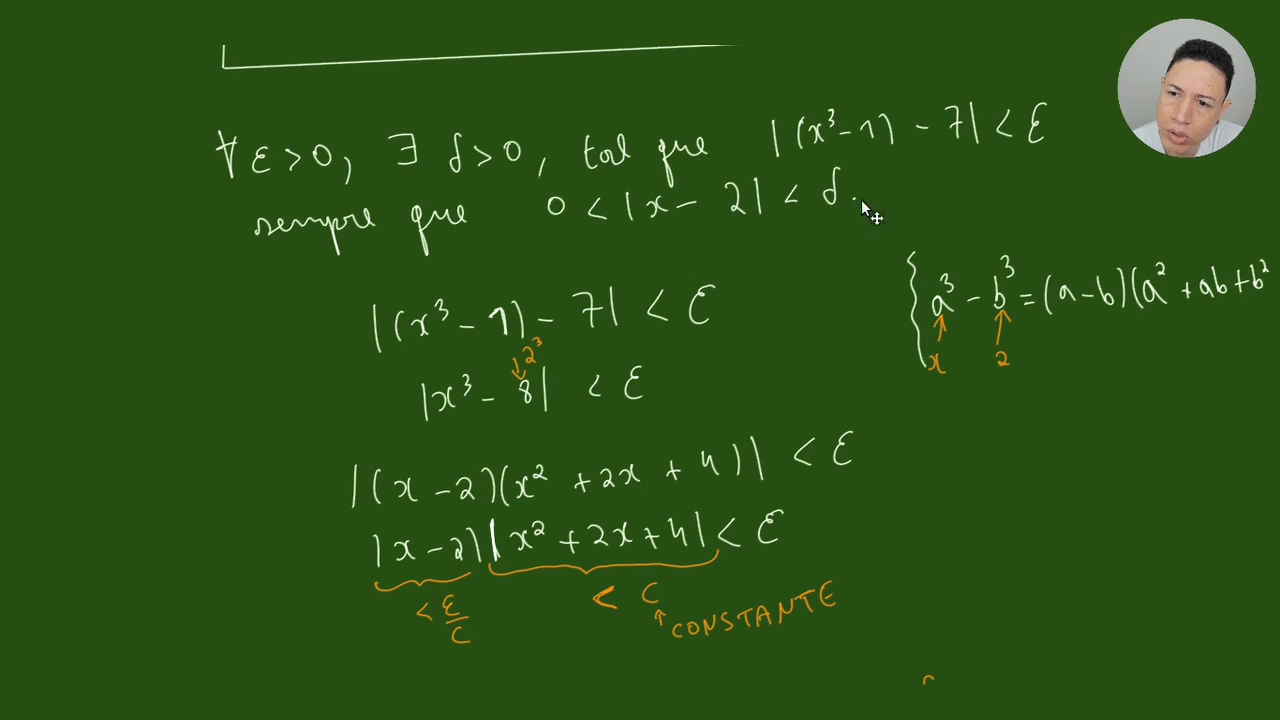 ∀ ε > 0, ∃ δ > 0, tal que |(x³ - 1) - 7| < ε
sempre que 0 < |x - 2| < δ.
a³ - b³ = (a - b)(a² + ab + b²
x 2
|(x³ - 1) - 7| < ε
2³
|x³ - 8| < ε
|(x - 2)(x² + 2x + 4)| < ε
|x - 2||x² + 2x + 4| < ε
< ε/C < C
CONSTANTE